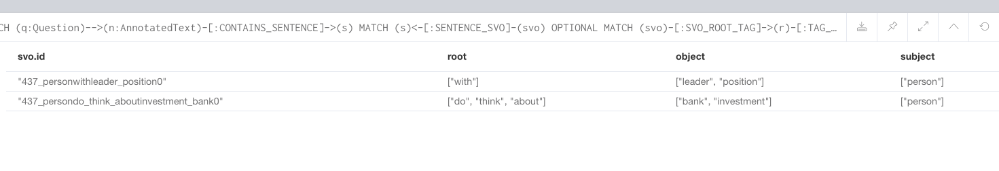 CH (q:Question)-->(n:AnnotatedText)-[:CONTAINS_SENTENCE]->(s) MATCH (s)<-[:SENTENCE_SVO]-(svo) OPTIONAL MATCH (svo)-[:SVO_ROOT_TAG]->(r)-[:TAG_…
svo.id root object subject
"437_personwithleader_position0" ["with"] ["leader", "position"] ["person"]
"437_persondo_think_aboutinvestment_bank0" ["do", "think", "about"] ["bank", "investment"] ["person"]